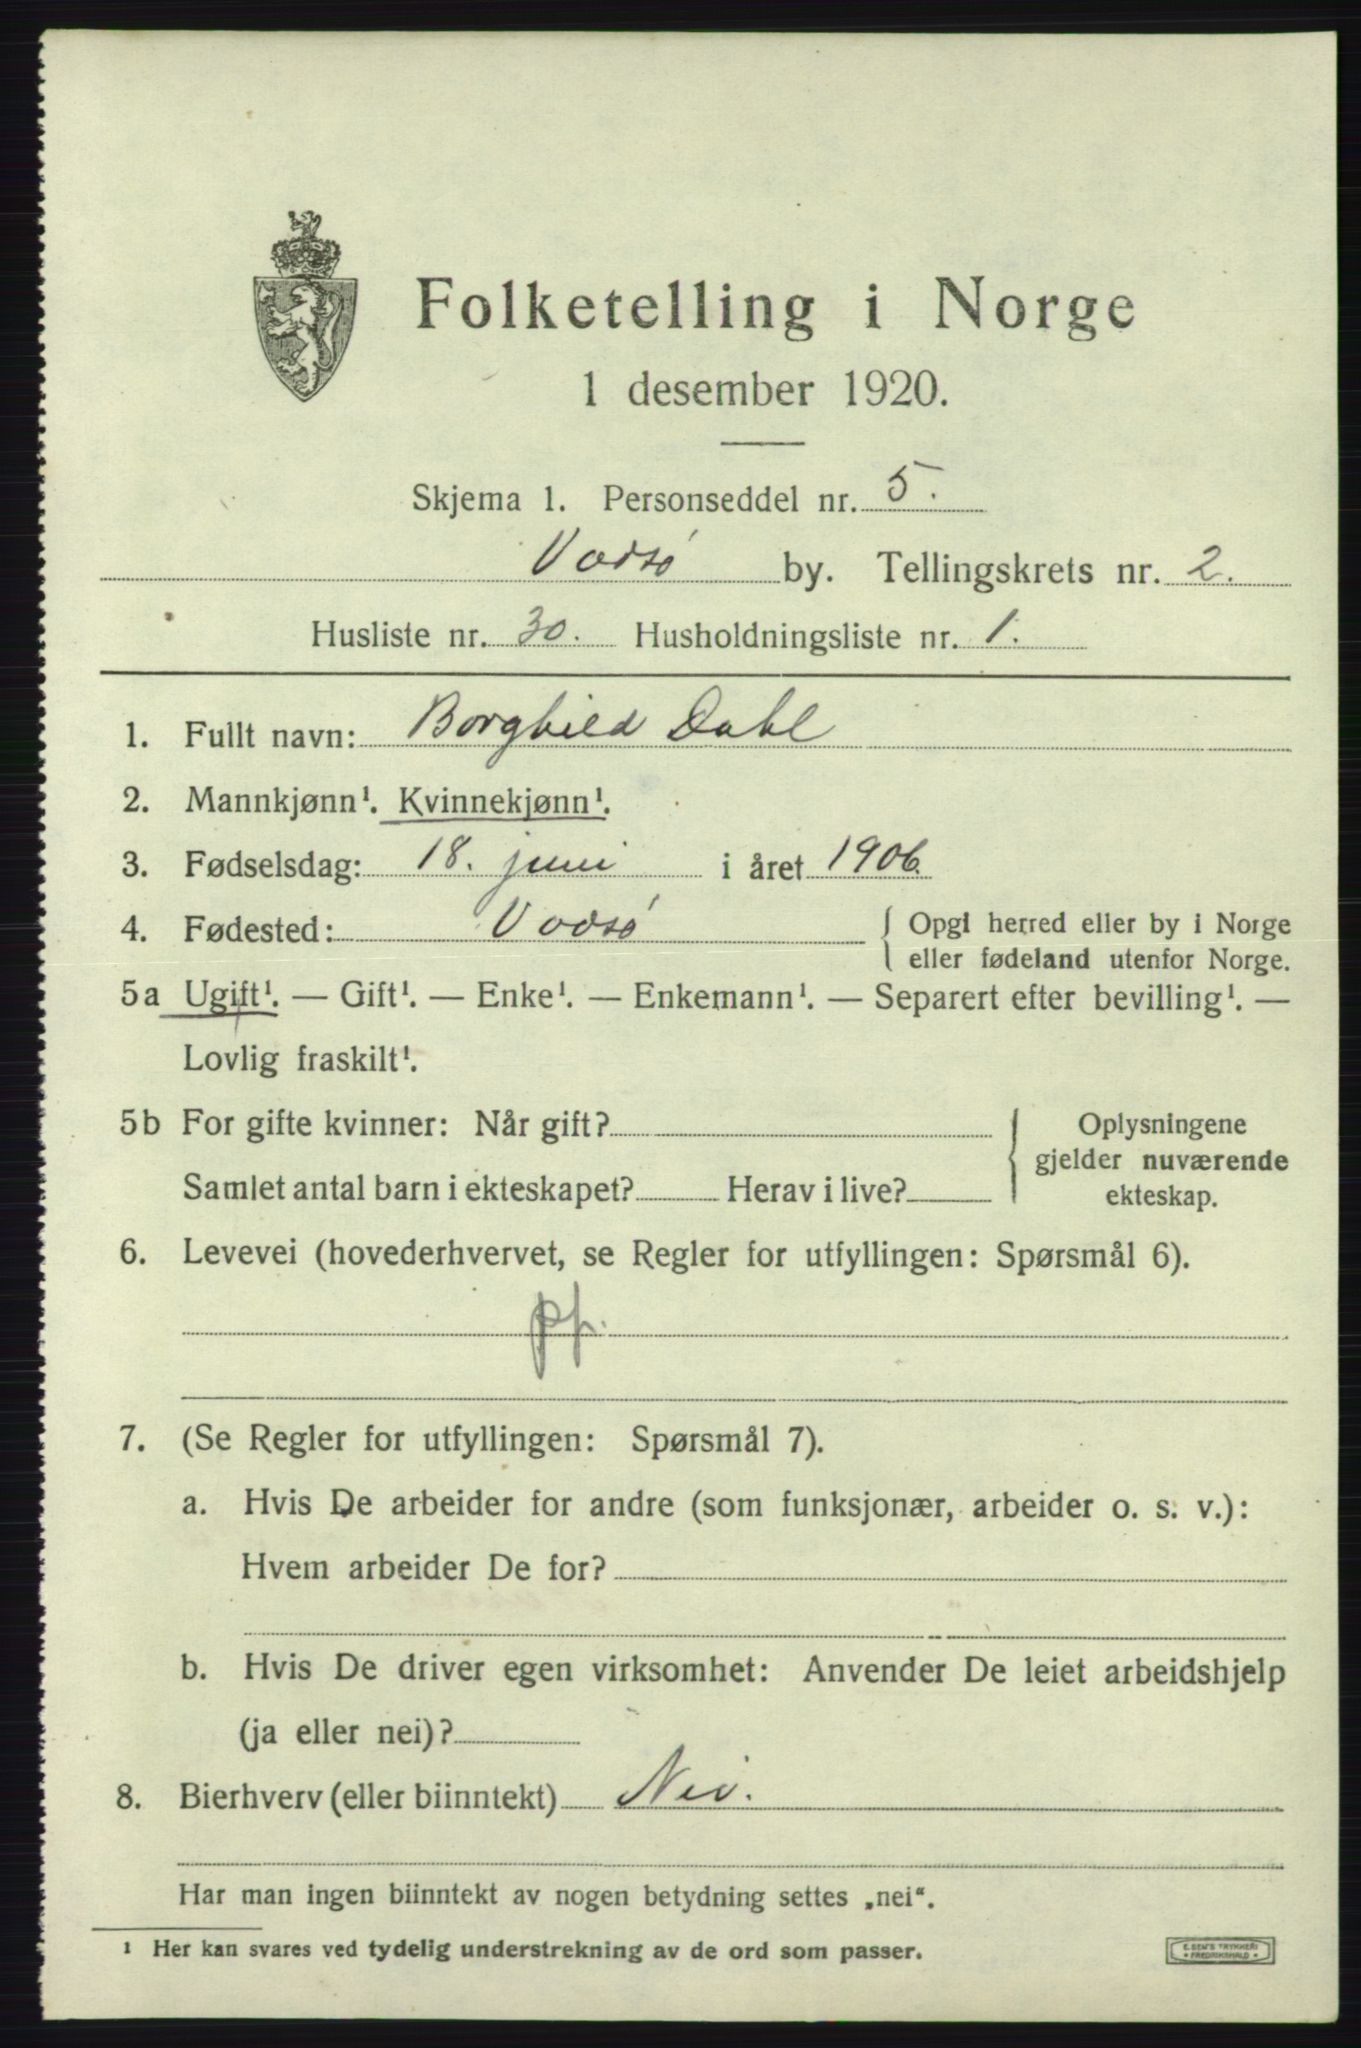 Folketelling i Norge
1 desember 1920.
Skjema 1. Personseddel nr. 5.
Vadsø by. Tellingskrets nr. 2.
Husliste nr. 30. Husholdningsliste nr. 1.
1. Fullt navn: Borghild Dahl
2. Mannkjønn¹. Kvinnekjønn¹.
3. Fødselsdag: 18. juni i året 1906.
4. Fødested: Vadsø { Opgi herred eller by i Norge
eller fødeland utenfor Norge.
5a Ugift¹. — Gift¹. — Enke¹. — Enkemann¹. — Separert efter bevilling¹. —
Lovlig fraskilt¹.
5b For gifte kvinner: Når gift? } Oplysningene
gjelder nuværende
Samlet antal barn i ekteskapet? Herav i live? ekteskap.
6. Levevei (hovederhvervet, se Regler for utfyllingen: Spørsmål 6).
pp.
7. (Se Regler for utfyllingen: Spørsmål 7).
a. Hvis De arbeider for andre (som funksjonær, arbeider o. s. v.):
Hvem arbeider De for?
b. Hvis De driver egen virksomhet: Anvender De leiet arbeidshjelp
(ja eller nei)?
8. Bierhverv (eller biinntekt) Nei.
Har man ingen biinntekt av nogen betydning settes „nei“.
¹ Her kan svares ved tydelig understrekning av de ord som passer.
E. SEM'S TRYKKERI
FREDRIKSHALD